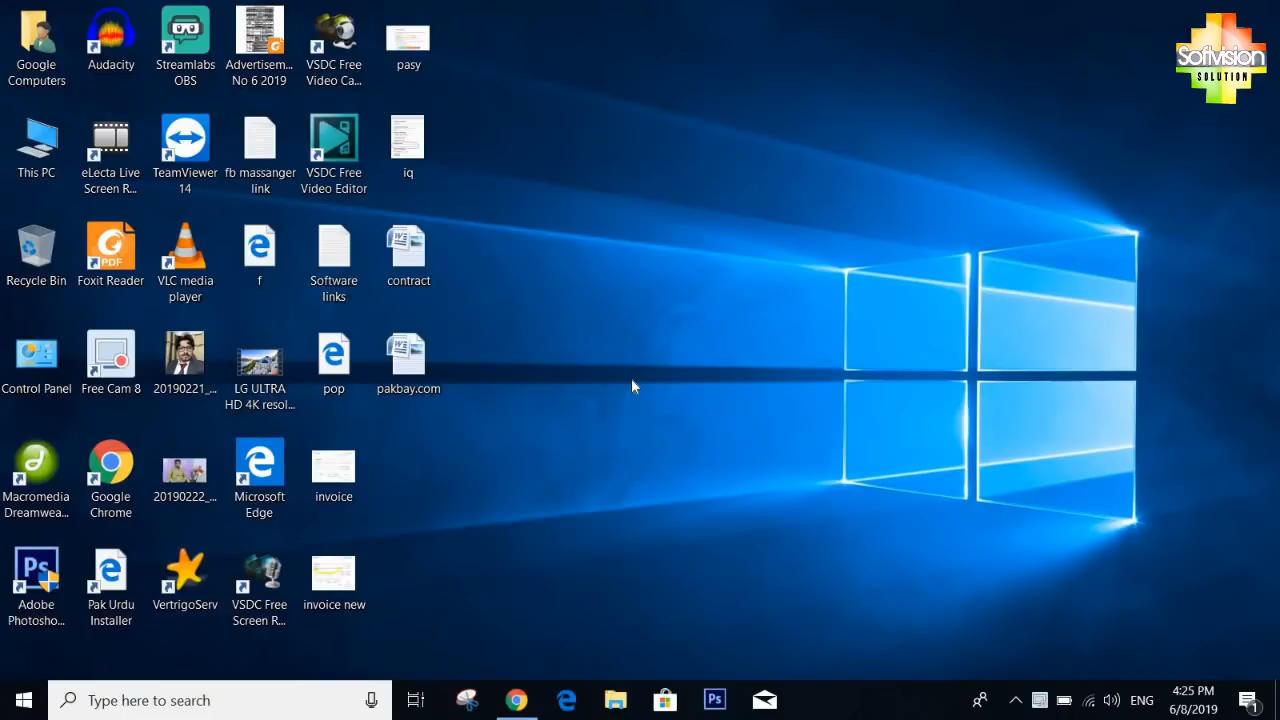 Google
Computers
Audacity
Streamlabs
OBS
Advertisem...
No 6 2019
VSDC Free
Video Ca...
pasy
Softvision
SOLUTION
This PC
eLecta Live
Screen R...
TeamViewer
14
fb massanger
link
VSDC Free
Video Editor
iq
Recycle Bin
PDF
Foxit Reader
VLC media
player
f
Software
links
contract
Control Panel
Free Cam 8
20190221_...
LG ULTRA
HD 4K resol...
pop
pakbay.com
Macromedia
Dreamwea...
Google
Chrome
20190222_...
Microsoft
Edge
invoice
Ps
Adobe
Photosho...
Pak Urdu
Installer
VertrigoServ
VSDC Free
Screen R...
invoice new
Type here to search
Ps
ENG
4:25 PM
6/8/2019
1